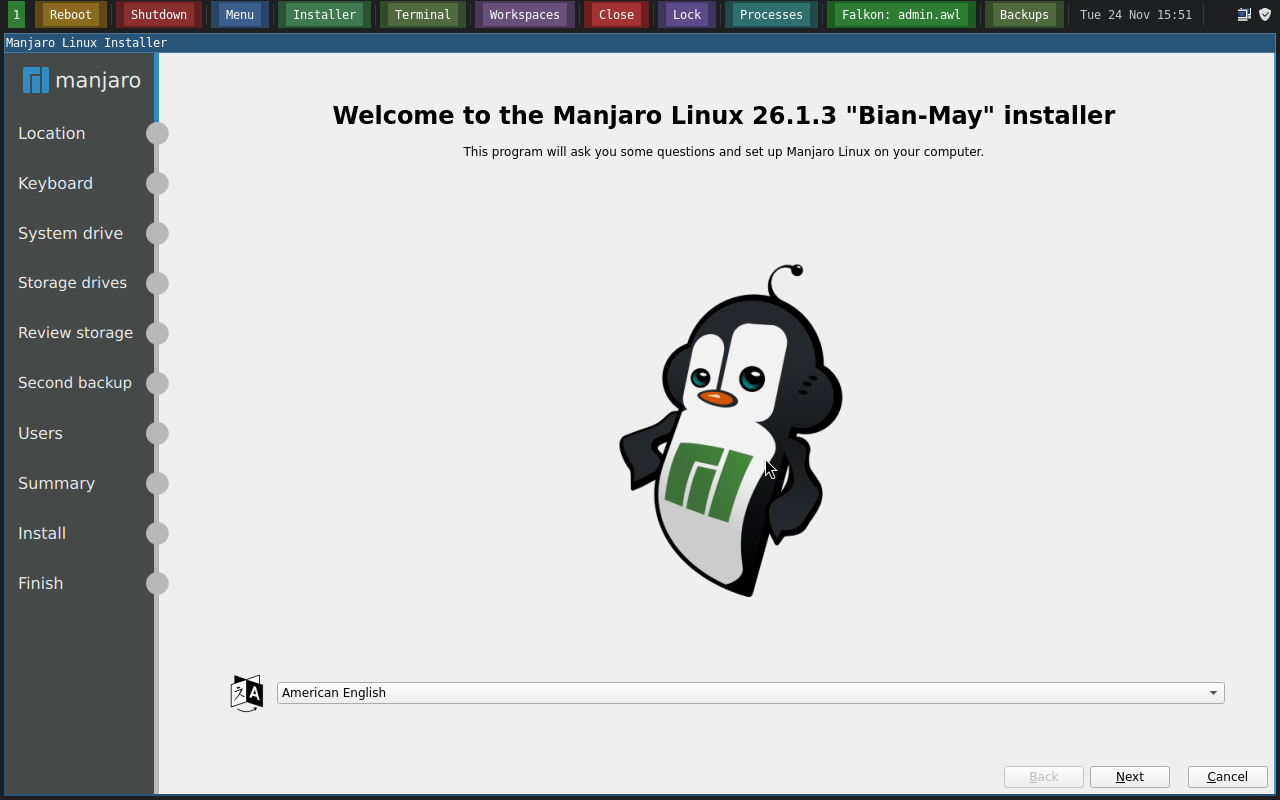 1 Reboot Shutdown Menu Installer Terminal Workspaces Close Lock Processes Falkon: admin.awl Backups Tue 24 Nov 15:51
Manjaro Linux Installer
manjaro
Location
Keyboard
System drive
Storage drives
Review storage
Second backup
Users
Summary
Install
Finish
Welcome to the Manjaro Linux 26.1.3 "Bian-May" installer
This program will ask you some questions and set up Manjaro Linux on your computer.
American English
Back Next Cancel